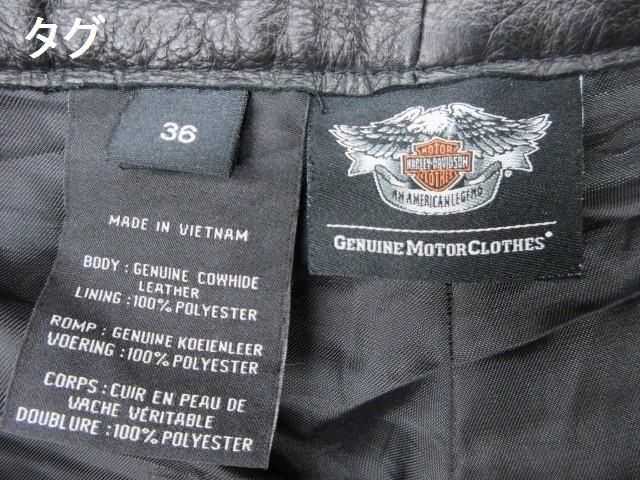 タグ
36
MADE IN VIETNAM
BODY : GENUINE COWHIDE
LEATHER
LINING : 100% POLYESTER
ROMP : GENUINE KOEIENLEER
VOERING : 100% POLYESTER
CORPS : CUIR EN PEAU DE
VACHE VÉRITABLE
DOUBLURE : 100% POLYESTER
MOTOR
HARLEY-DAVIDSON
CLOTHES
AN AMERICAN LEGEND
GENUINE MOTORCLOTHES